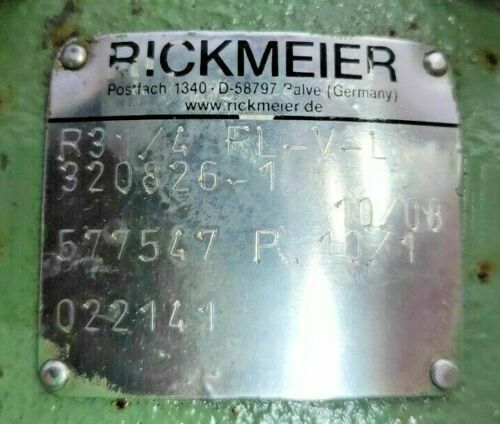 RICKMEIER
Postfach 1340 · D-58797 Balve (Germany)
www.rickmeier.de
R31/4 FL-V-L
320826-1
10/08
577547 P. 10/1
022141